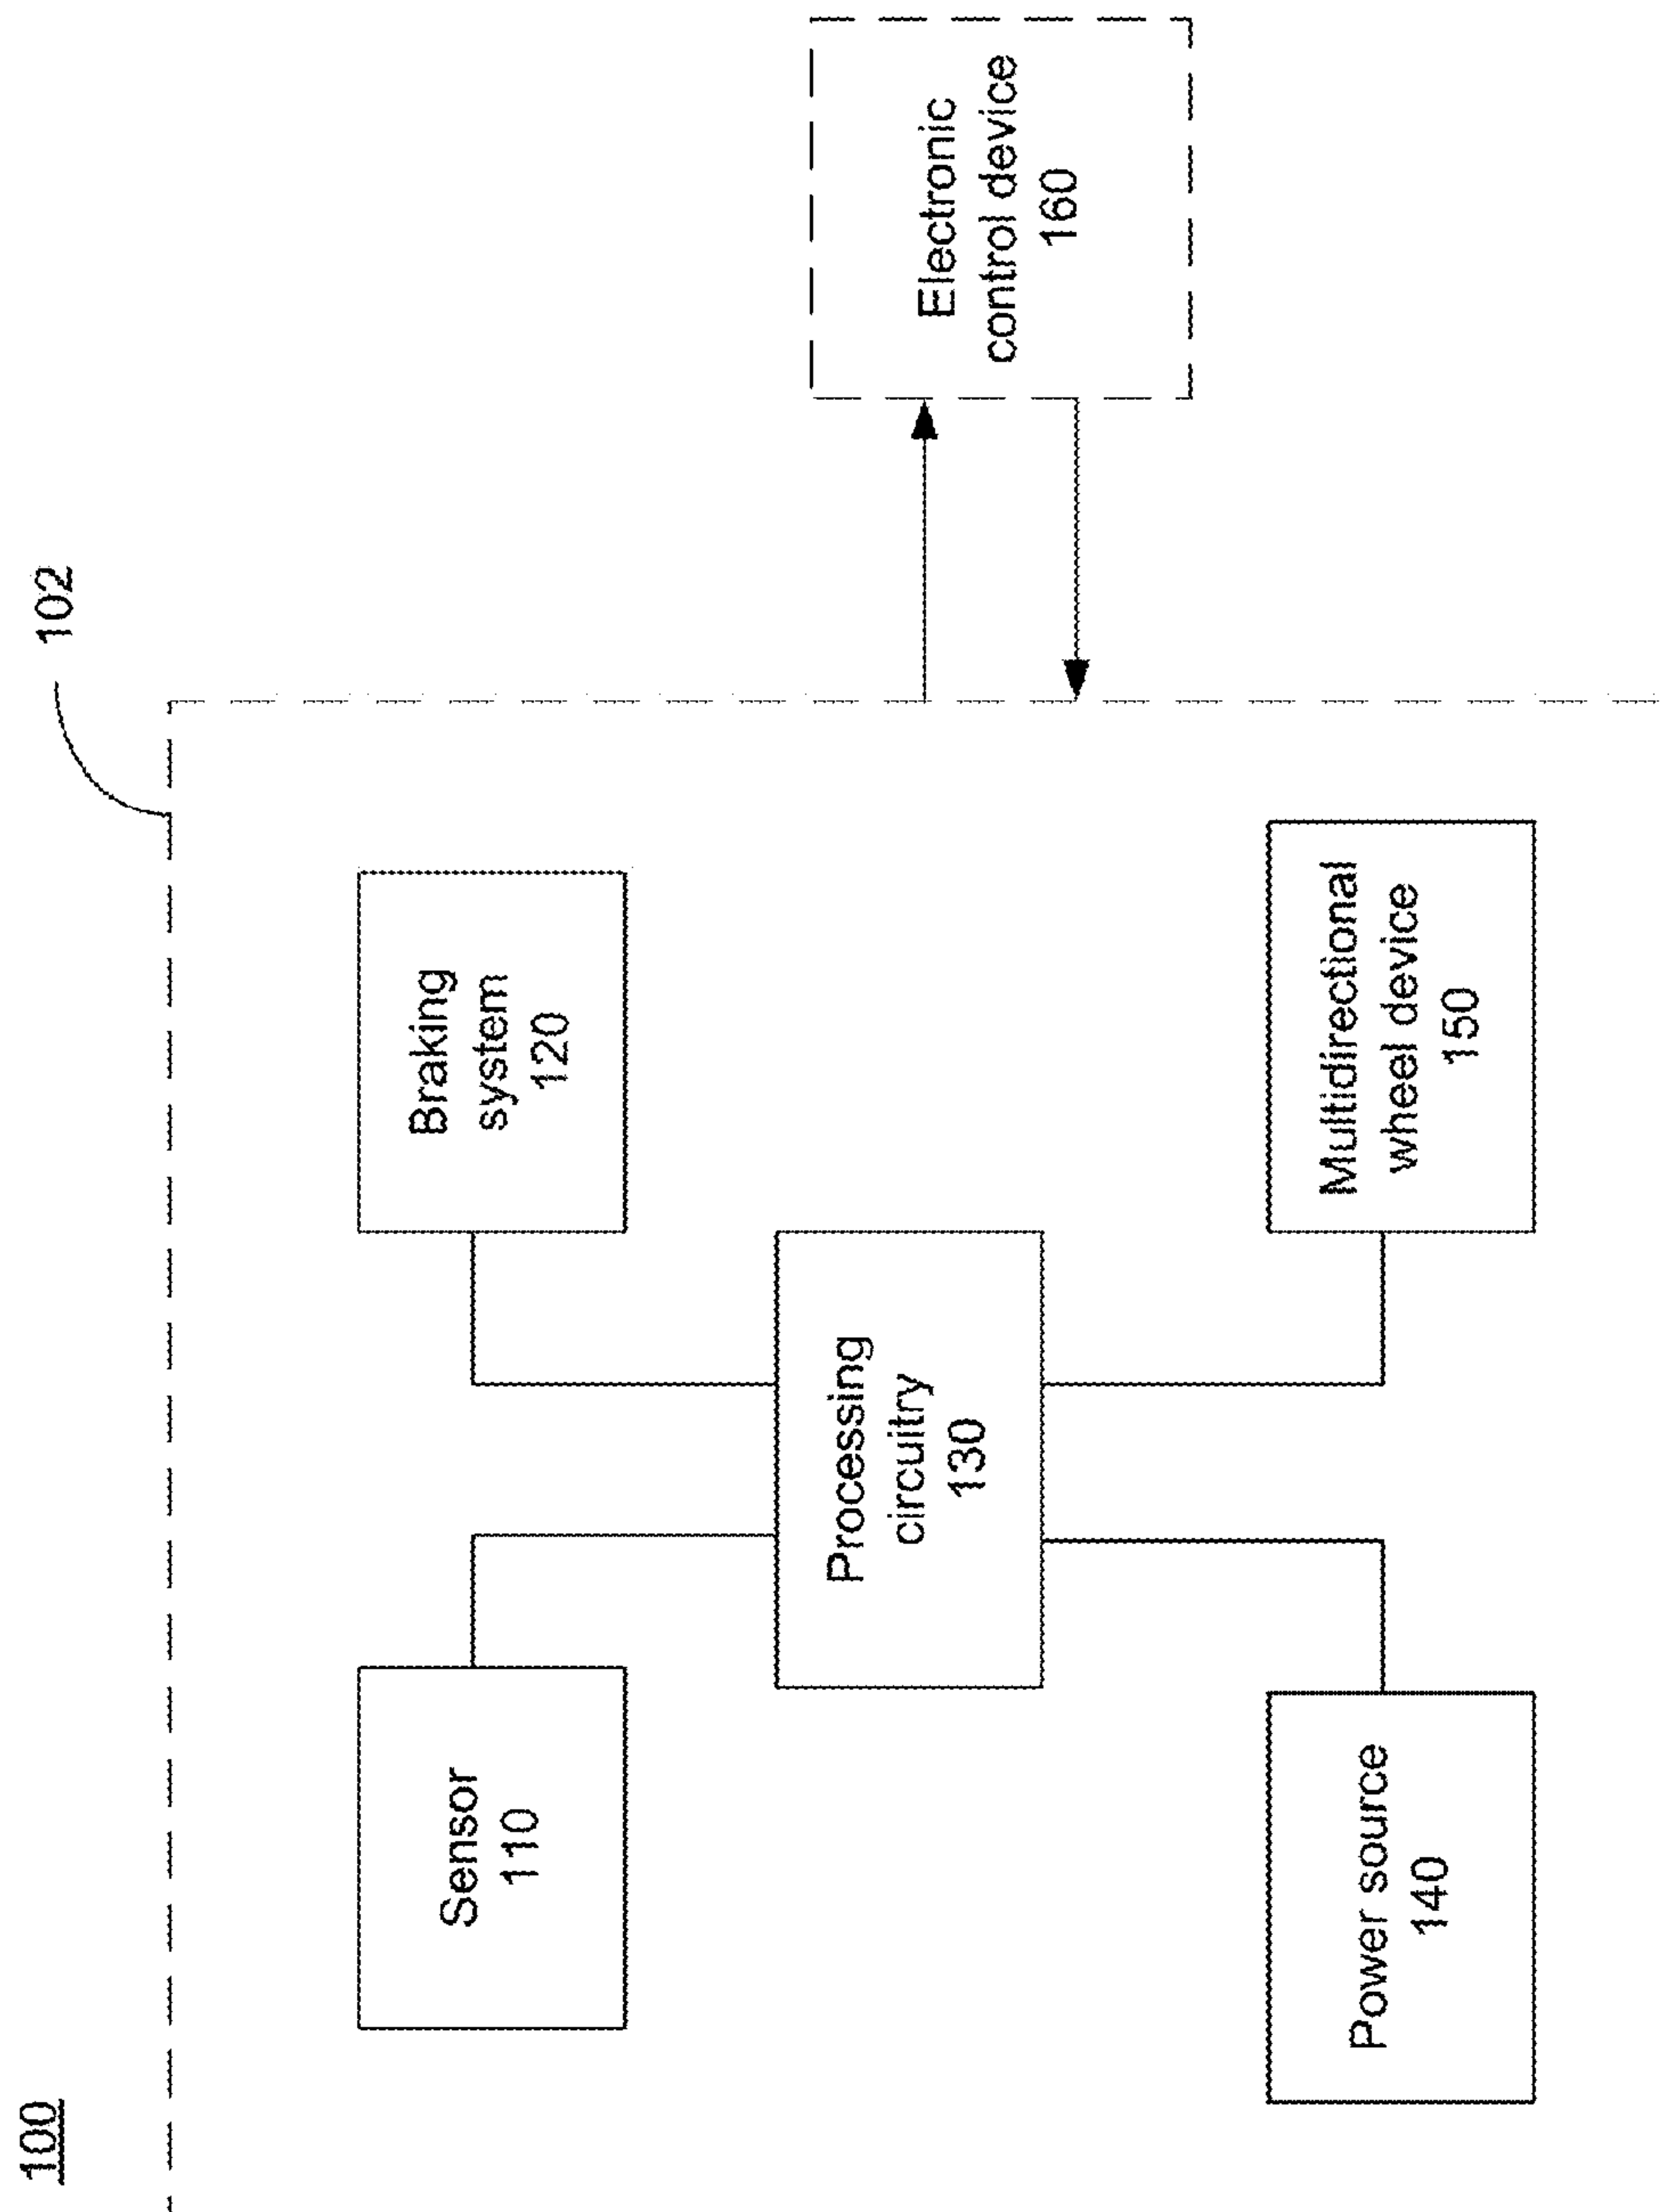 100
102
Sensor
110
Braking
system
120
Processing
circuitry
130
Power source
140
Multidirectional
wheel device
150
Electronic
control device
160